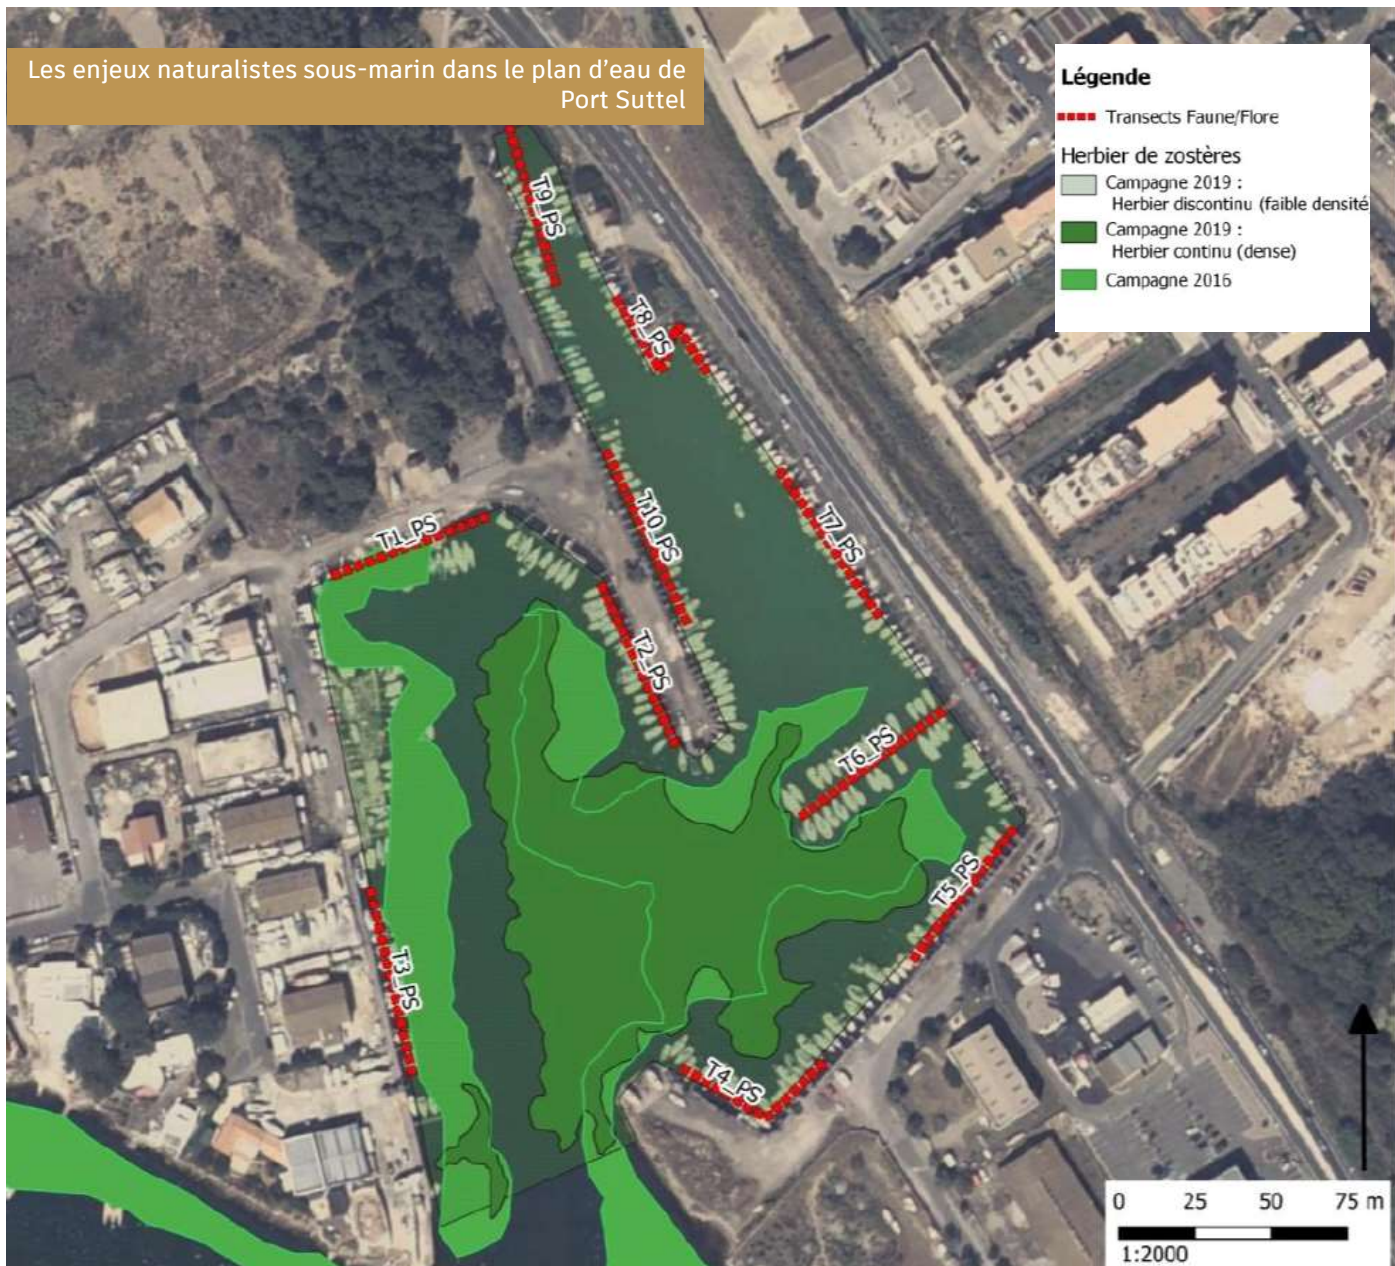 Les enjeux naturalistes sous-marin dans le plan d'eau de
Port Suttel
Légende
Transects Faune/Flore
Herbier de zostères
Campagne 2019 :
Herbier discontinu (faible densité
Campagne 2019 :
Herbier continu (dense)
Campagne 2016
T9_PS
T8_PS
T10_PS
T7_PS
T1_PS
T2_PS
T6_PS
T5_PS
T3_PS
T4_PS
0 25 50 75 m
1:2000